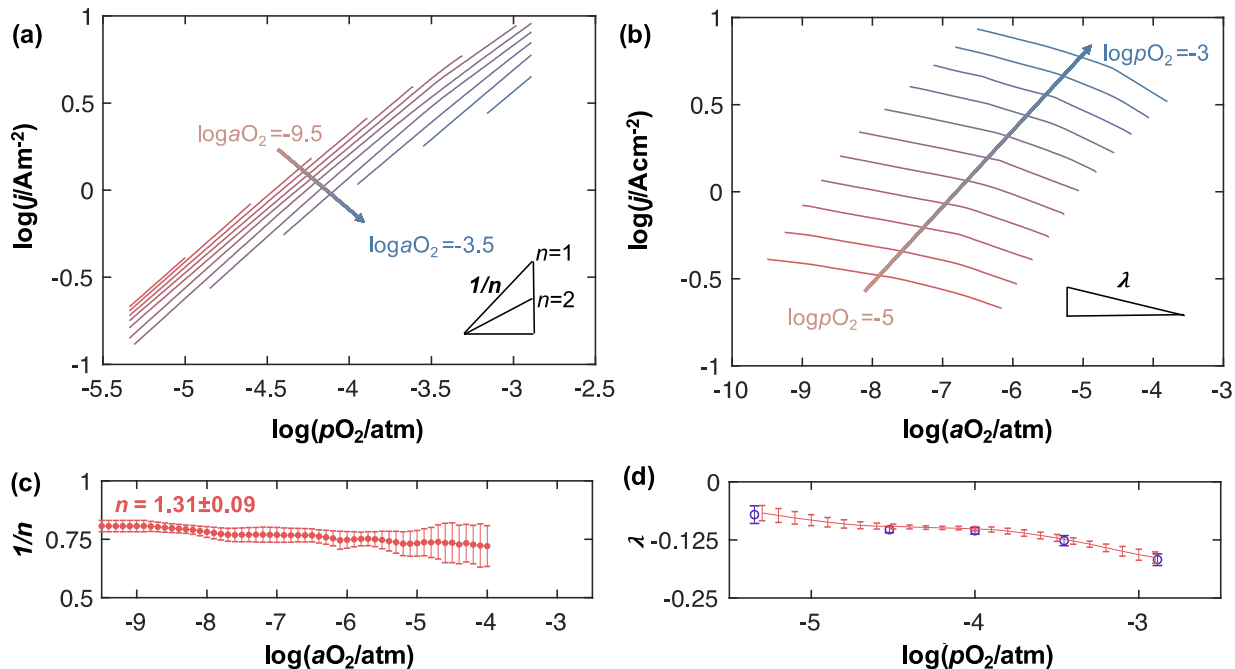 (a)
log(j/Am⁻²)
1
0.5
0
-0.5
-1
logaO₂=-9.5
logaO₂=-3.5
1/n
n=1
n=2
-5.5 -5 -4.5 -4 -3.5 -3 -2.5
log(pO₂/atm)
(b)
log(j/Acm⁻²)
1
0.5
0
-0.5
-1
logpO₂=-3
logpO₂=-5
λ
-10 -9 -8 -7 -6 -5 -4 -3
log(aO₂/atm)
(c)
1/n
1
0.75
0.5
n = 1.31±0.09
-9 -8 -7 -6 -5 -4 -3
log(aO₂/atm)
(d)
λ
0
-0.125
-0.25
-5 -4 -3
log(pO₂/atm)